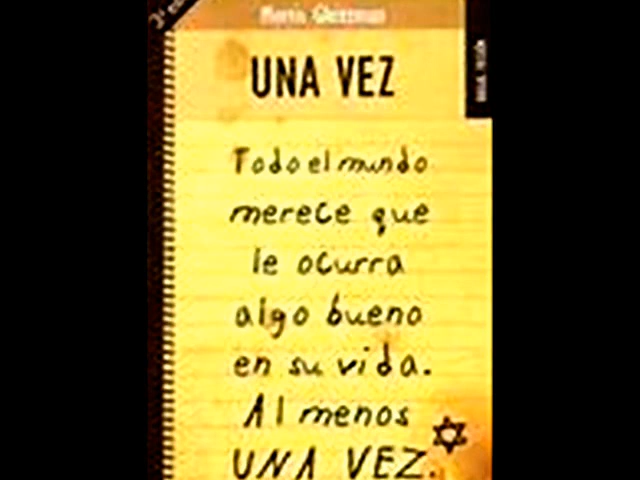 Morris Gleitzman
UNA VEZ
Todo el mundo
merece que
le ocurra
algo bueno
en su vida.
Al menos
UNA VEZ.